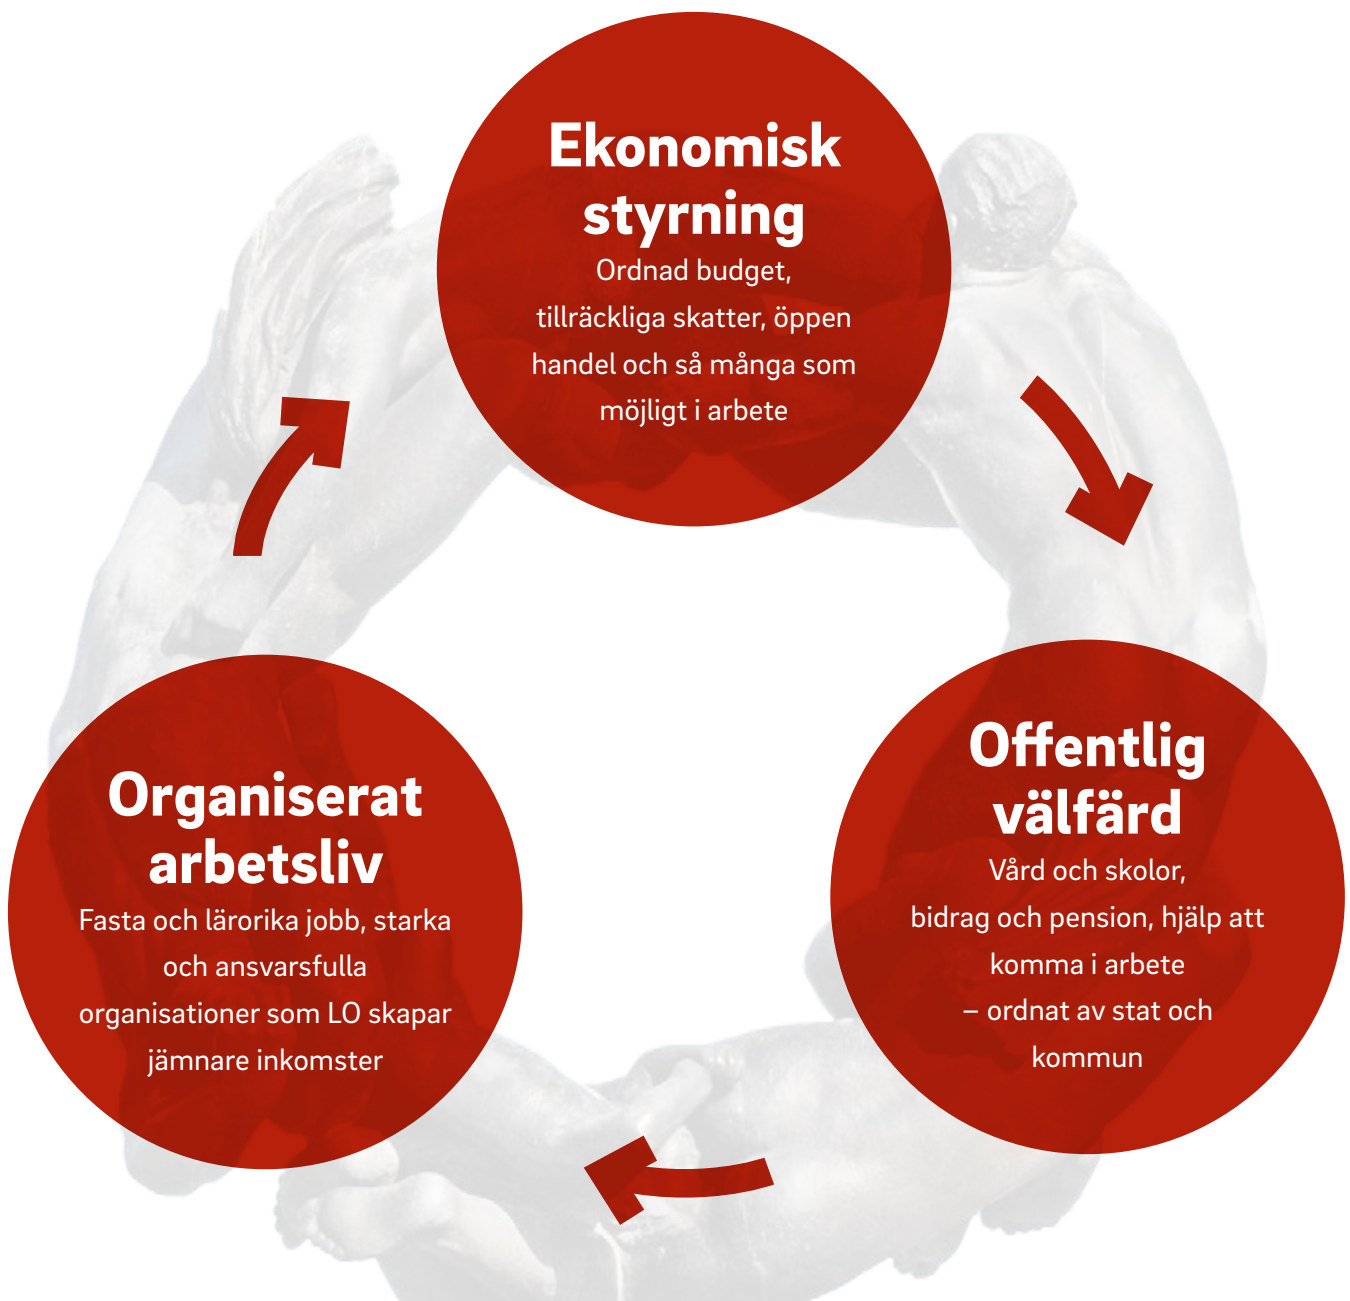 Ekonomisk
styrning
Ordnad budget,
tillräckliga skatter, öppen
handel och så många som
möjligt i arbete
Offentlig
välfärd
Vård och skolor,
bidrag och pension, hjälp att
komma i arbete
– ordnat av stat och
kommun
Organiserat
arbetsliv
Fasta och lärorika jobb, starka
och ansvarsfulla
organisationer som LO skapar
jämnare inkomster